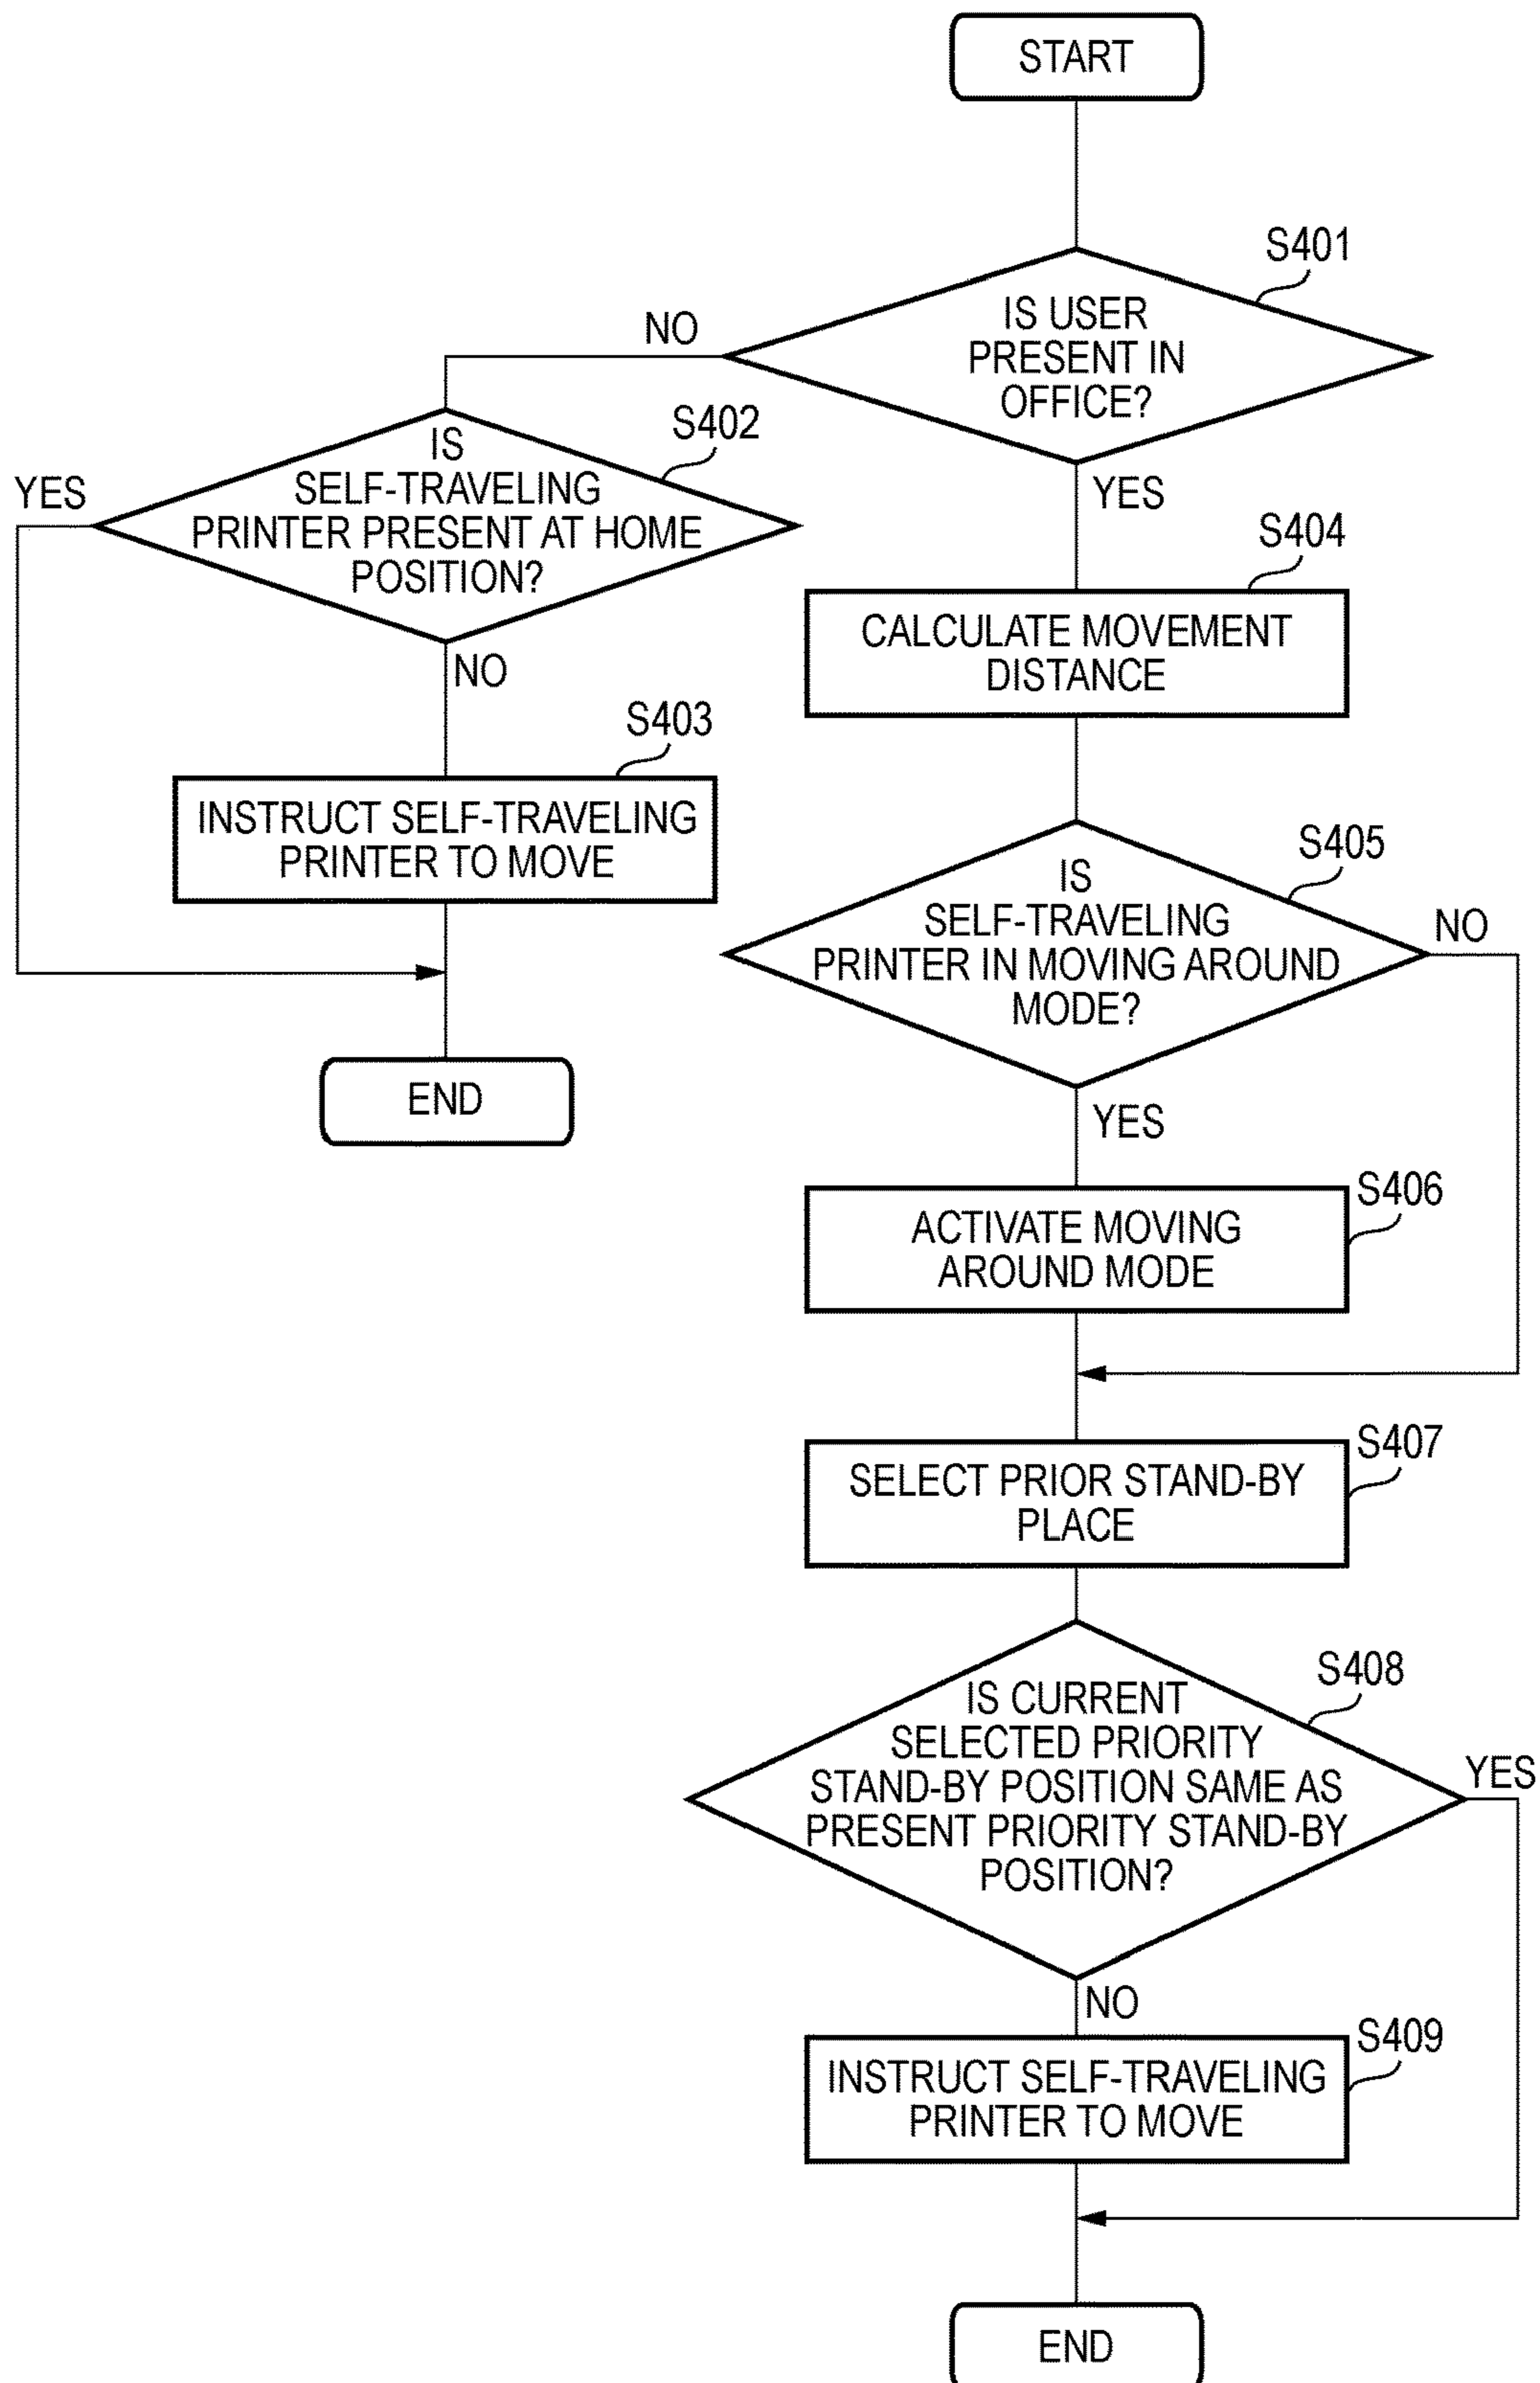 START
S401
IS USER
PRESENT IN
OFFICE?
NO
YES
S402
IS
SELF-TRAVELING
PRINTER PRESENT AT HOME
POSITION?
YES
NO
S403
INSTRUCT SELF-TRAVELING
PRINTER TO MOVE
END
S404
CALCULATE MOVEMENT
DISTANCE
S405
IS
SELF-TRAVELING
PRINTER IN MOVING AROUND
MODE?
NO
YES
S406
ACTIVATE MOVING
AROUND MODE
S407
SELECT PRIOR STAND-BY
PLACE
S408
IS CURRENT
SELECTED PRIORITY
STAND-BY POSITION SAME AS
PRESENT PRIORITY STAND-BY
POSITION?
YES
NO
S409
INSTRUCT SELF-TRAVELING
PRINTER TO MOVE
END